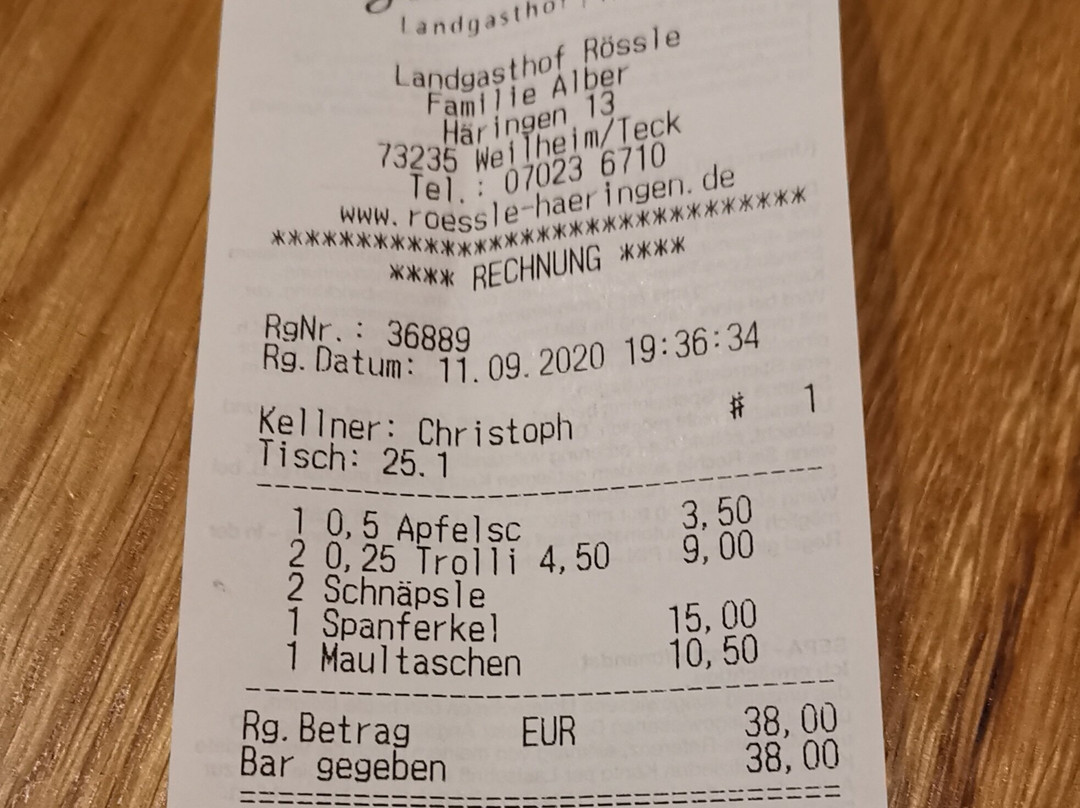 Landgasthof
Landgasthof Rössle
Familie Alber
Häringen 13
73235 Weilheim/Teck
Tel.: 07023 6710
www.roessle-haeringen.de
*********************************
**** RECHNUNG ****
RgNr.: 36889
Rg.Datum: 11.09.2020 19:36:34
Kellner: Christoph # 1
Tisch: 25.1
1 0,5 Apfelsc 3,50
2 0,25 Trolli 4,50 9,00
2 Schnäpsle
1 Spanferkel 15,00
1 Maultaschen 10,50
Rg.Betrag EUR 38,00
Bar gegeben 38,00